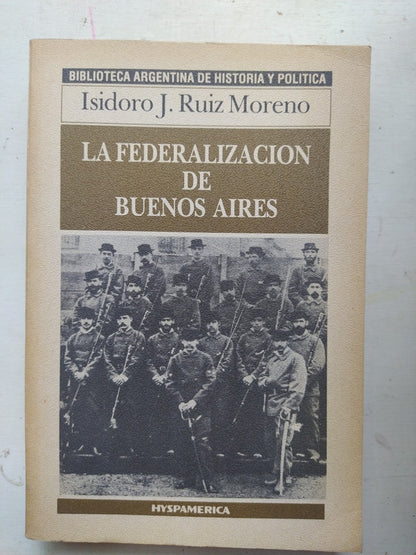 BIBLIOTECA ARGENTINA DE HISTORIA Y POLITICA
Isidoro J. Ruiz Moreno
LA FEDERALIZACION
DE
BUENOS AIRES
HYSPAMERICA